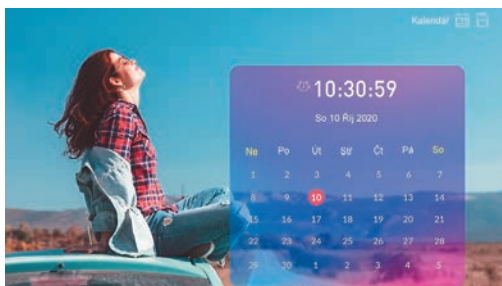 Kalendář
10:30:59
So 10 Říj 2020
Ne Po Út Stř Čt Pá So
1 2 3 4 5 6 7
8 9 10 11 12 13 14
15 16 17 18 19 20 21
22 23 24 25 26 27 28
29 30 1 2 3 4 5